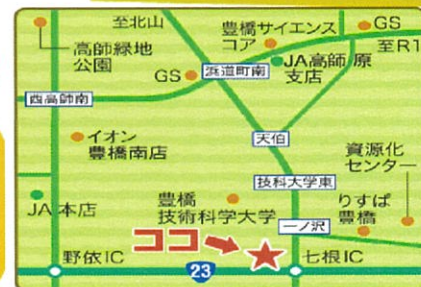 至北山
豊橋サイエンス
コア
GS
至R1
高師緑地
公園
GS
浜道町南
JA高師原
支店
西高師南
イオン
豊橋南店
天伯
資源化
センター
技科大学東
JA本店
豊橋
技術科学大学
りすぱ
豊橋
一ノ沢
ココ
野依IC
23
七根IC